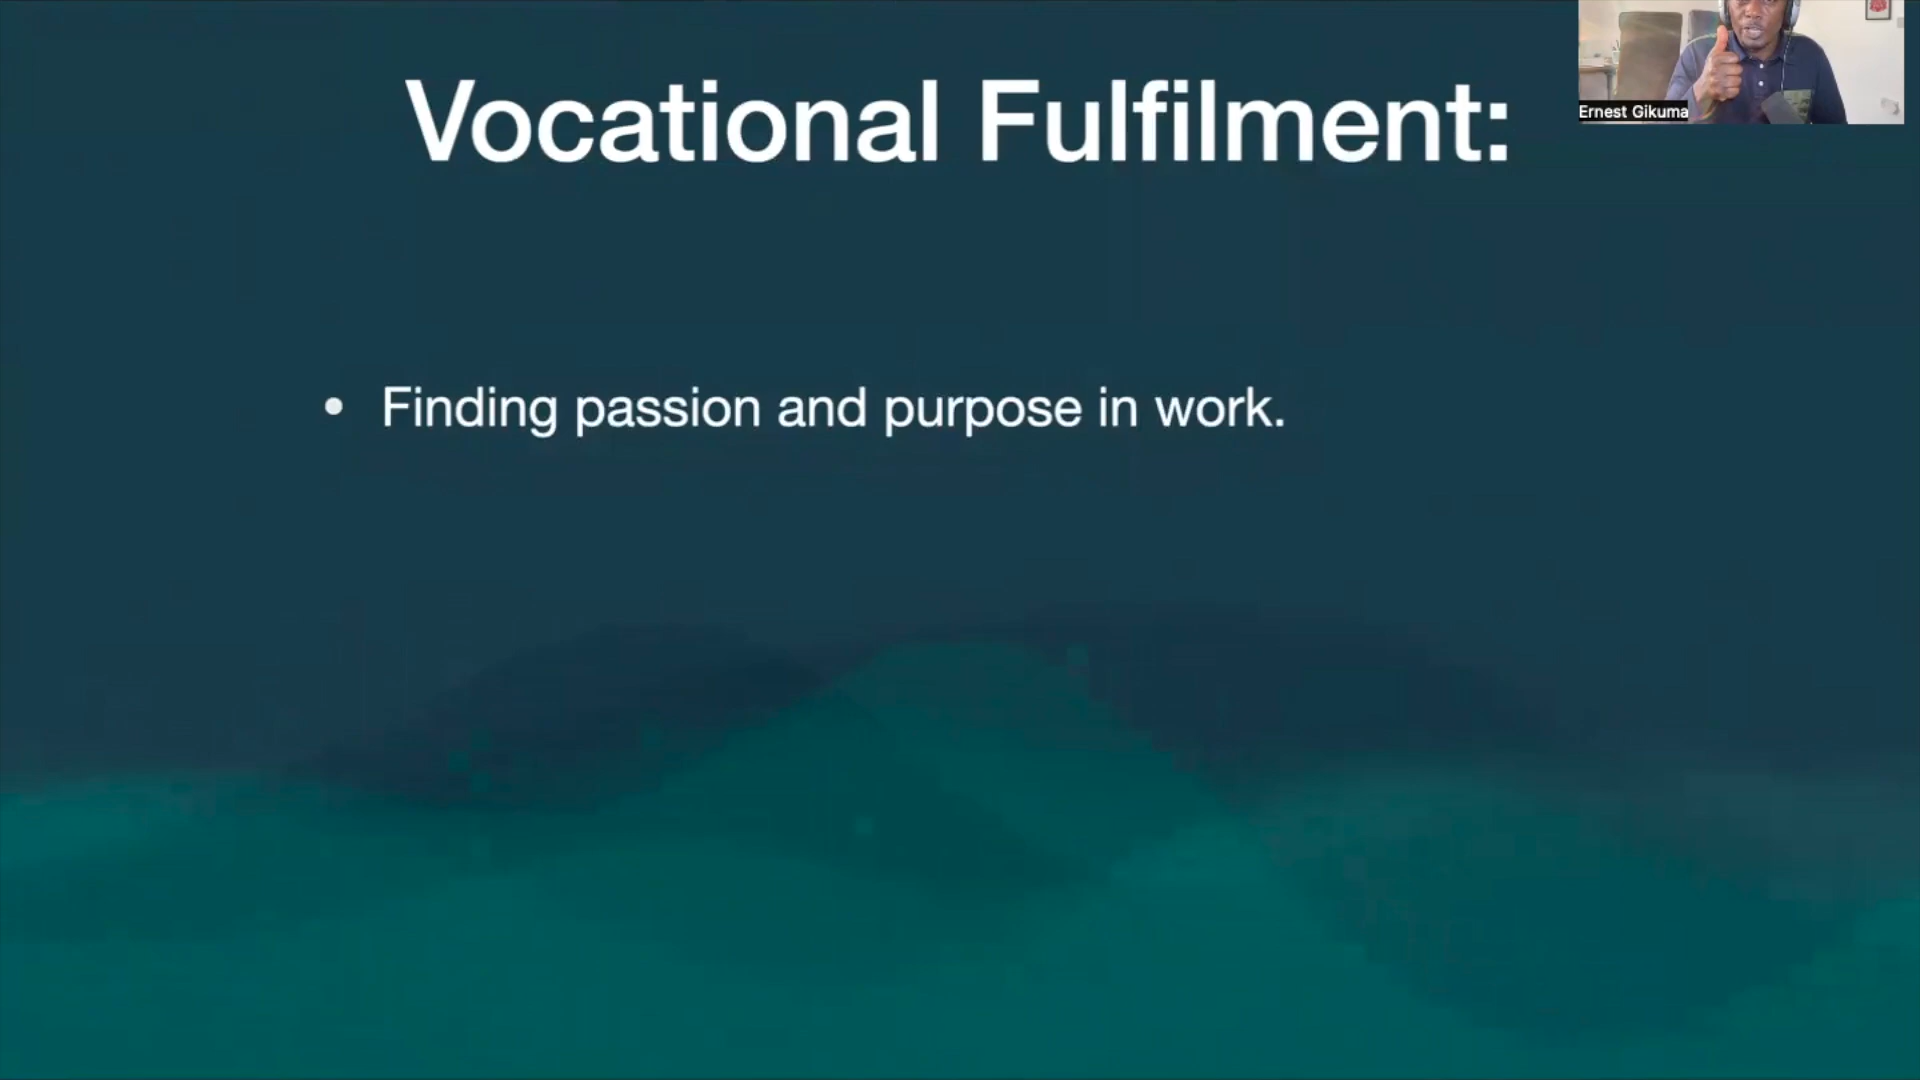 Vocational Fulfilment:
Ernest Gikuma
• Finding passion and purpose in work.